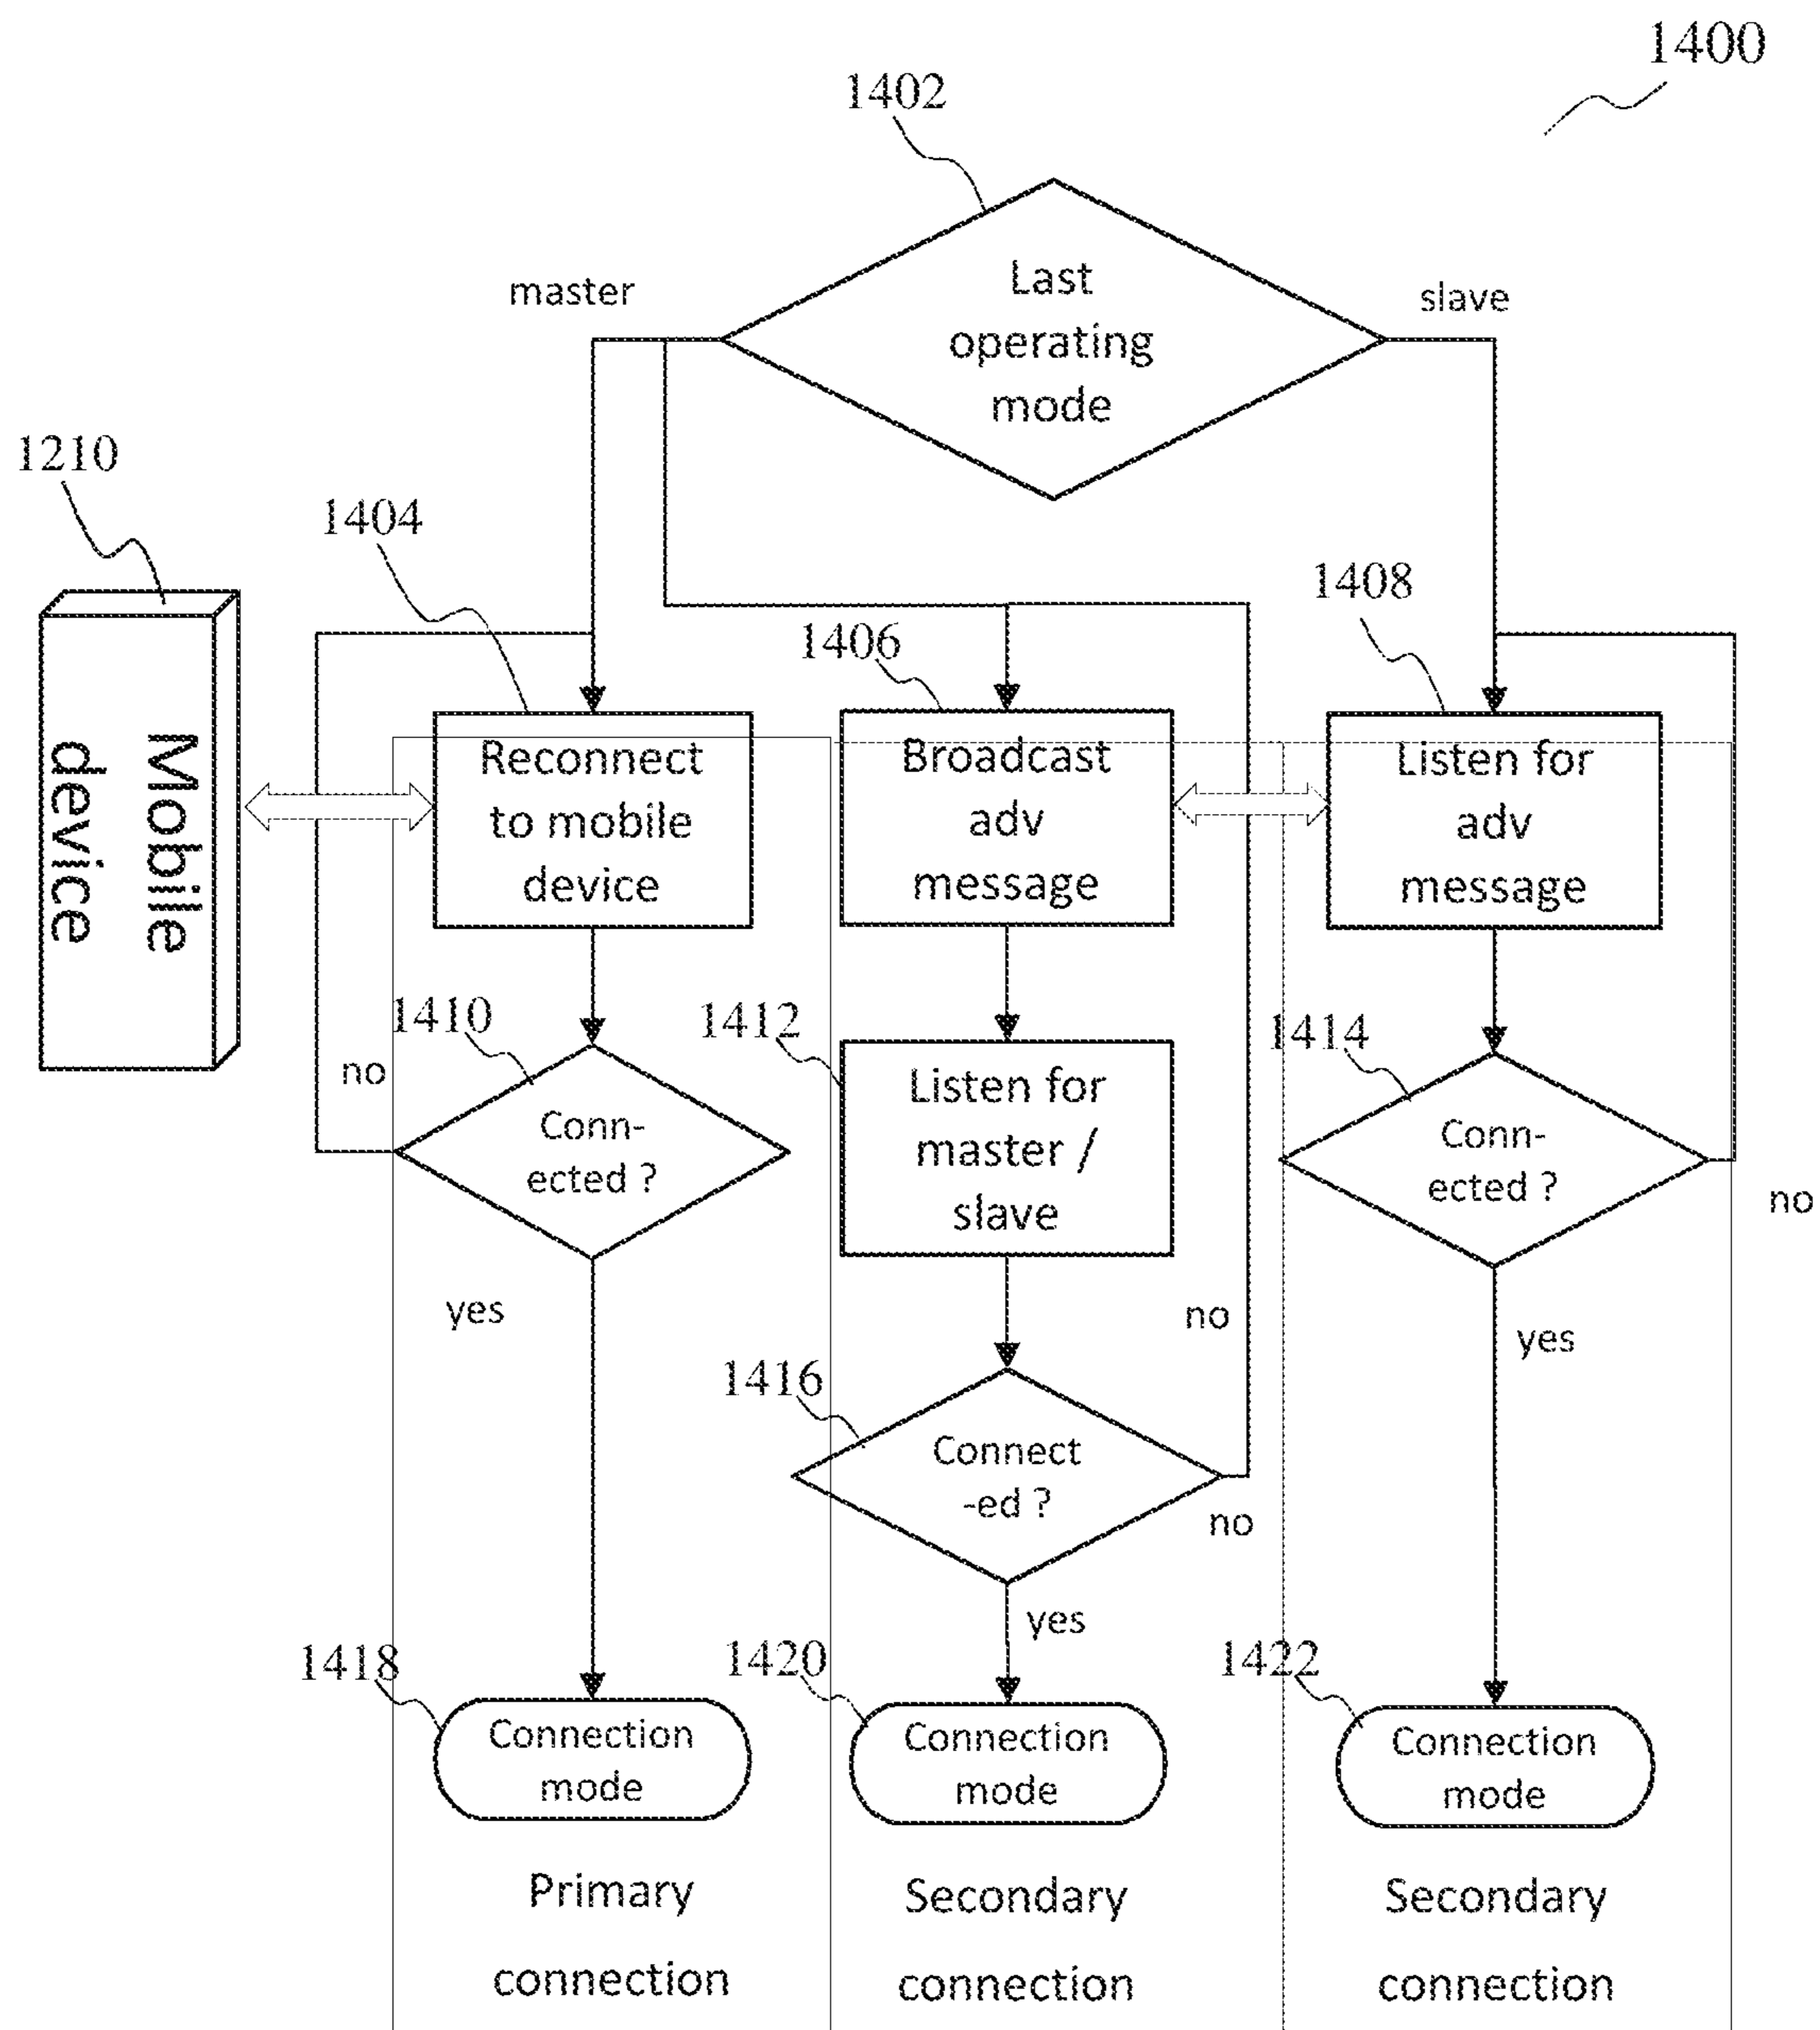 1400
1402
Last
operating
mode
master
slave
1210
1404
1406
1408
Mobile
device
Reconnect
to mobile
device
Broadcast
adv
message
Listen for
adv
message
1410
no
Conn-
ected ?
yes
1412
Listen for
master /
slave
1414
Conn-
ected ?
no
yes
1416
Connect
-ed ?
no
no
yes
1418
Connection
mode
1420
Connection
mode
1422
Connection
mode
Primary
connection
Secondary
connection
Secondary
connection